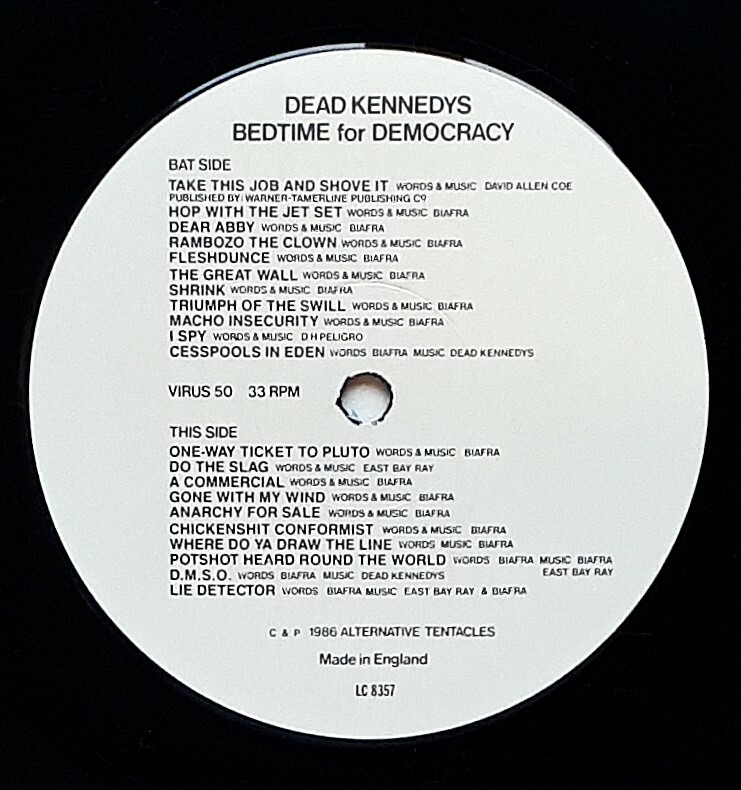 DEAD KENNEDYS
BEDTIME for DEMOCRACY
BAT SIDE
TAKE THIS JOB AND SHOVE IT WORDS & MUSIC DAVID ALLEN COE
PUBLISHED BY: WARNER-TAMERLINE PUBLISHING CO
HOP WITH THE JET SET WORDS & MUSIC BIAFRA
DEAR ABBY WORDS & MUSIC BIAFRA
RAMBOZO THE CLOWN WORDS & MUSIC BIAFRA
FLESHDUNCE WORDS & MUSIC BIAFRA
THE GREAT WALL WORDS & MUSIC BIAFRA
SHRINK WORDS & MUSIC BIAFRA
TRIUMPH OF THE SWILL WORDS & MUSIC BIAFRA
MACHO INSECURITY WORDS & MUSIC BIAFRA
I SPY WORDS & MUSIC D H PELIGRO
CESSPOOLS IN EDEN WORDS BIAFRA MUSIC DEAD KENNEDYS
VIRUS 50 33 RPM
THIS SIDE
ONE-WAY TICKET TO PLUTO WORDS & MUSIC BIAFRA
DO THE SLAG WORDS & MUSIC EAST BAY RAY
A COMMERCIAL WORDS & MUSIC BIAFRA
GONE WITH MY WIND WORDS & MUSIC BIAFRA
ANARCHY FOR SALE WORDS & MUSIC BIAFRA
CHICKENSHIT CONFORMIST WORDS & MUSIC BIAFRA
WHERE DO YA DRAW THE LINE WORDS MUSIC BIAFRA
POTSHOT HEARD ROUND THE WORLD WORDS BIAFRA MUSIC BIAFRA
EAST BAY RAY
D.M.S.O. WORDS BIAFRA MUSIC DEAD KENNEDYS
LIE DETECTOR WORDS BIAFRA MUSIC EAST BAY RAY & BIAFRA
C & P 1986 ALTERNATIVE TENTACLES
Made in England
LC 8357